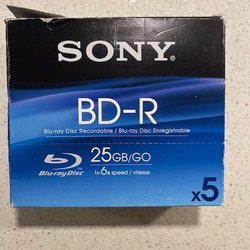 SONY
BD-R
Blu-ray Disc Recordable / Blu-ray Disc Enregistrable
Blu-ray Disc
25GB/GO
1x-6x speed / vitesse
x5